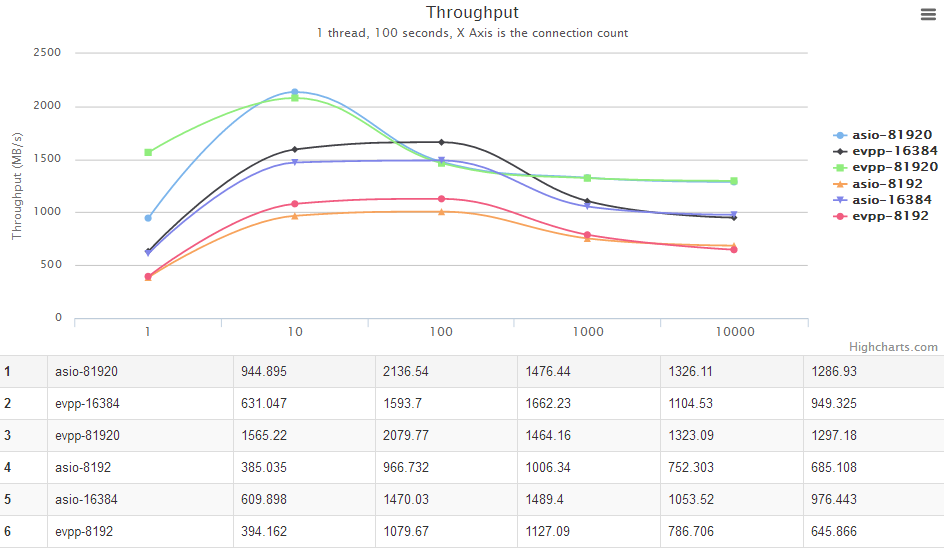 Throughput
1 thread, 100 seconds, X Axis is the connection count
Throughput (MB/s)
2500
2000
1500
1000
500
0
1 10 100 1000 10000
asio-81920
evpp-16384
evpp-81920
asio-8192
asio-16384
evpp-8192
Highcharts.com
1 asio-81920 944.895 2136.54 1476.44 1326.11 1286.93
2 evpp-16384 631.047 1593.7 1662.23 1104.53 949.325
3 evpp-81920 1565.22 2079.77 1464.16 1323.09 1297.18
4 asio-8192 385.035 966.732 1006.34 752.303 685.108
5 asio-16384 609.898 1470.03 1489.4 1053.52 976.443
6 evpp-8192 394.162 1079.67 1127.09 786.706 645.866